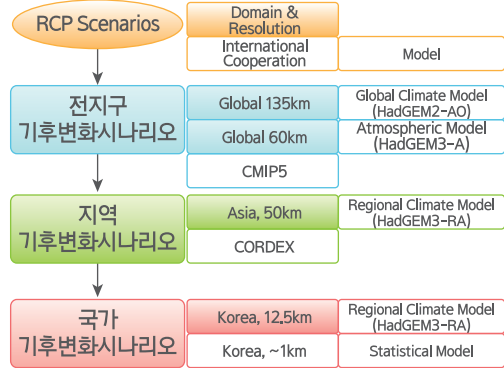 RCP Scenarios
Domain &
Resolution
International
Cooperation
Model
전지구
기후변화시나리오
Global 135km
Global Climate Model
(HadGEM2-AO)
Global 60km
Atmospheric Model
(HadGEM3-A)
CMIP5
지역
기후변화시나리오
Asia, 50km
Regional Climate Model
(HadGEM3-RA)
CORDEX
국가
기후변화시나리오
Korea, 12.5km
Regional Climate Model
(HadGEM3-RA)
Korea, ~1km
Statistical Model